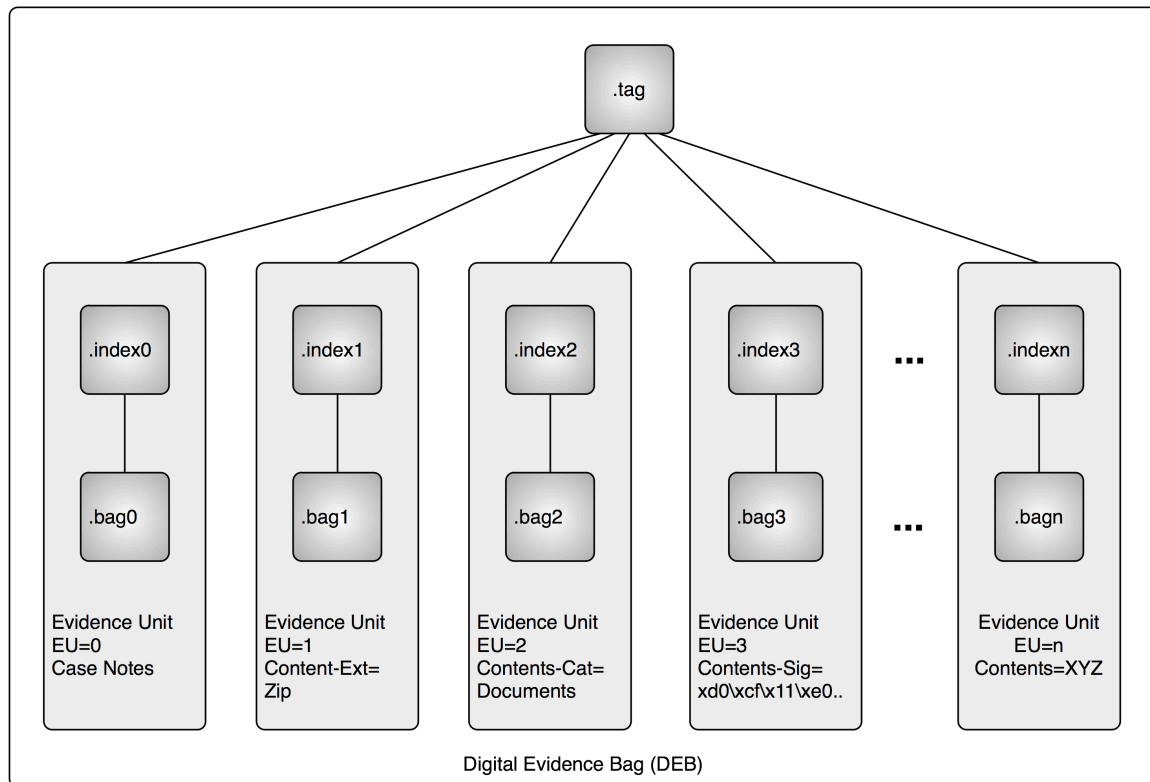 .tag
.index0
.index1
.index2
.index3
...
.indexn
.bag0
.bag1
.bag2
.bag3
...
.bagn
Evidence Unit
EU=0
Case Notes
Evidence Unit
EU=1
Content-Ext=
Zip
Evidence Unit
EU=2
Contents-Cat=
Documents
Evidence Unit
EU=3
Contents-Sig=
xd0\xcf\x11\xe0..
Evidence Unit
EU=n
Contents=XYZ
Digital Evidence Bag (DEB)